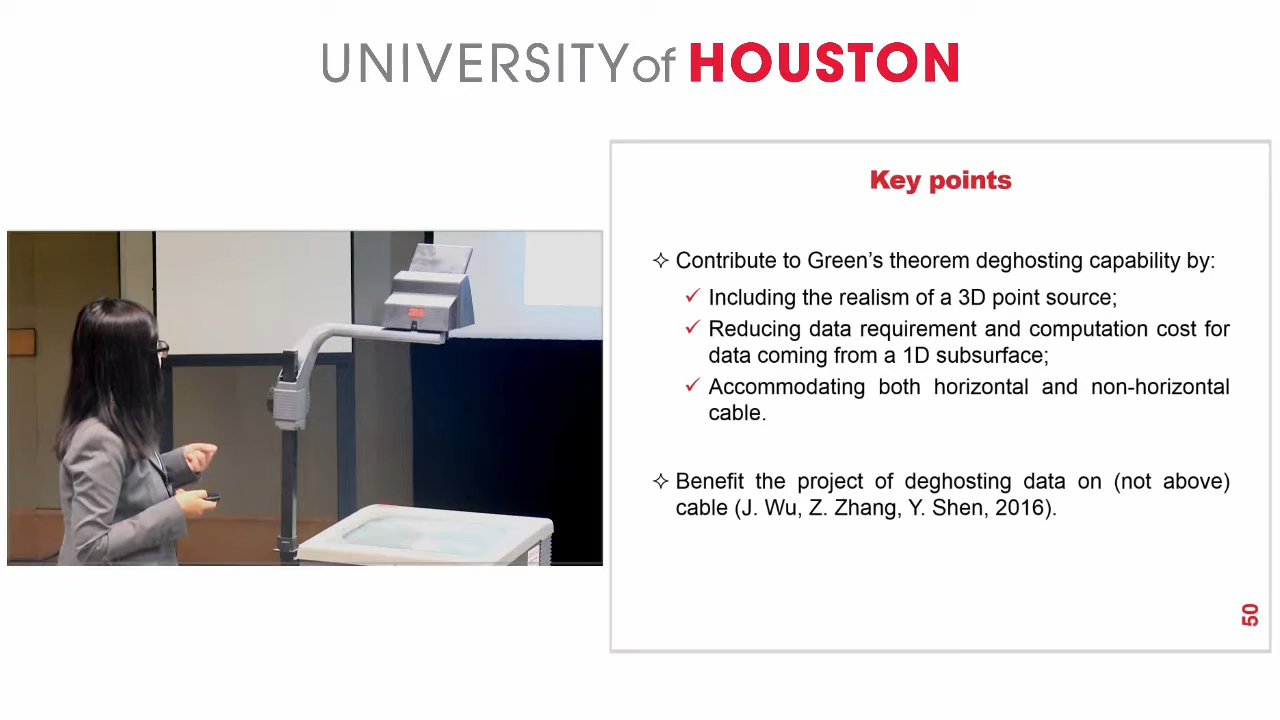 UNIVERSITY of HOUSTON
Key points
✧ Contribute to Green's theorem deghosting capability by:
✓ Including the realism of a 3D point source;
✓ Reducing data requirement and computation cost for
data coming from a 1D subsurface;
✓ Accommodating both horizontal and non-horizontal
cable.
✧ Benefit the project of deghosting data on (not above)
cable (J. Wu, Z. Zhang, Y. Shen, 2016).
50
3M